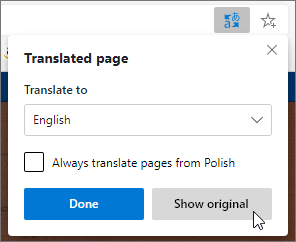 Translated page
Translate to
English
Always translate pages from Polish
Done
Show original